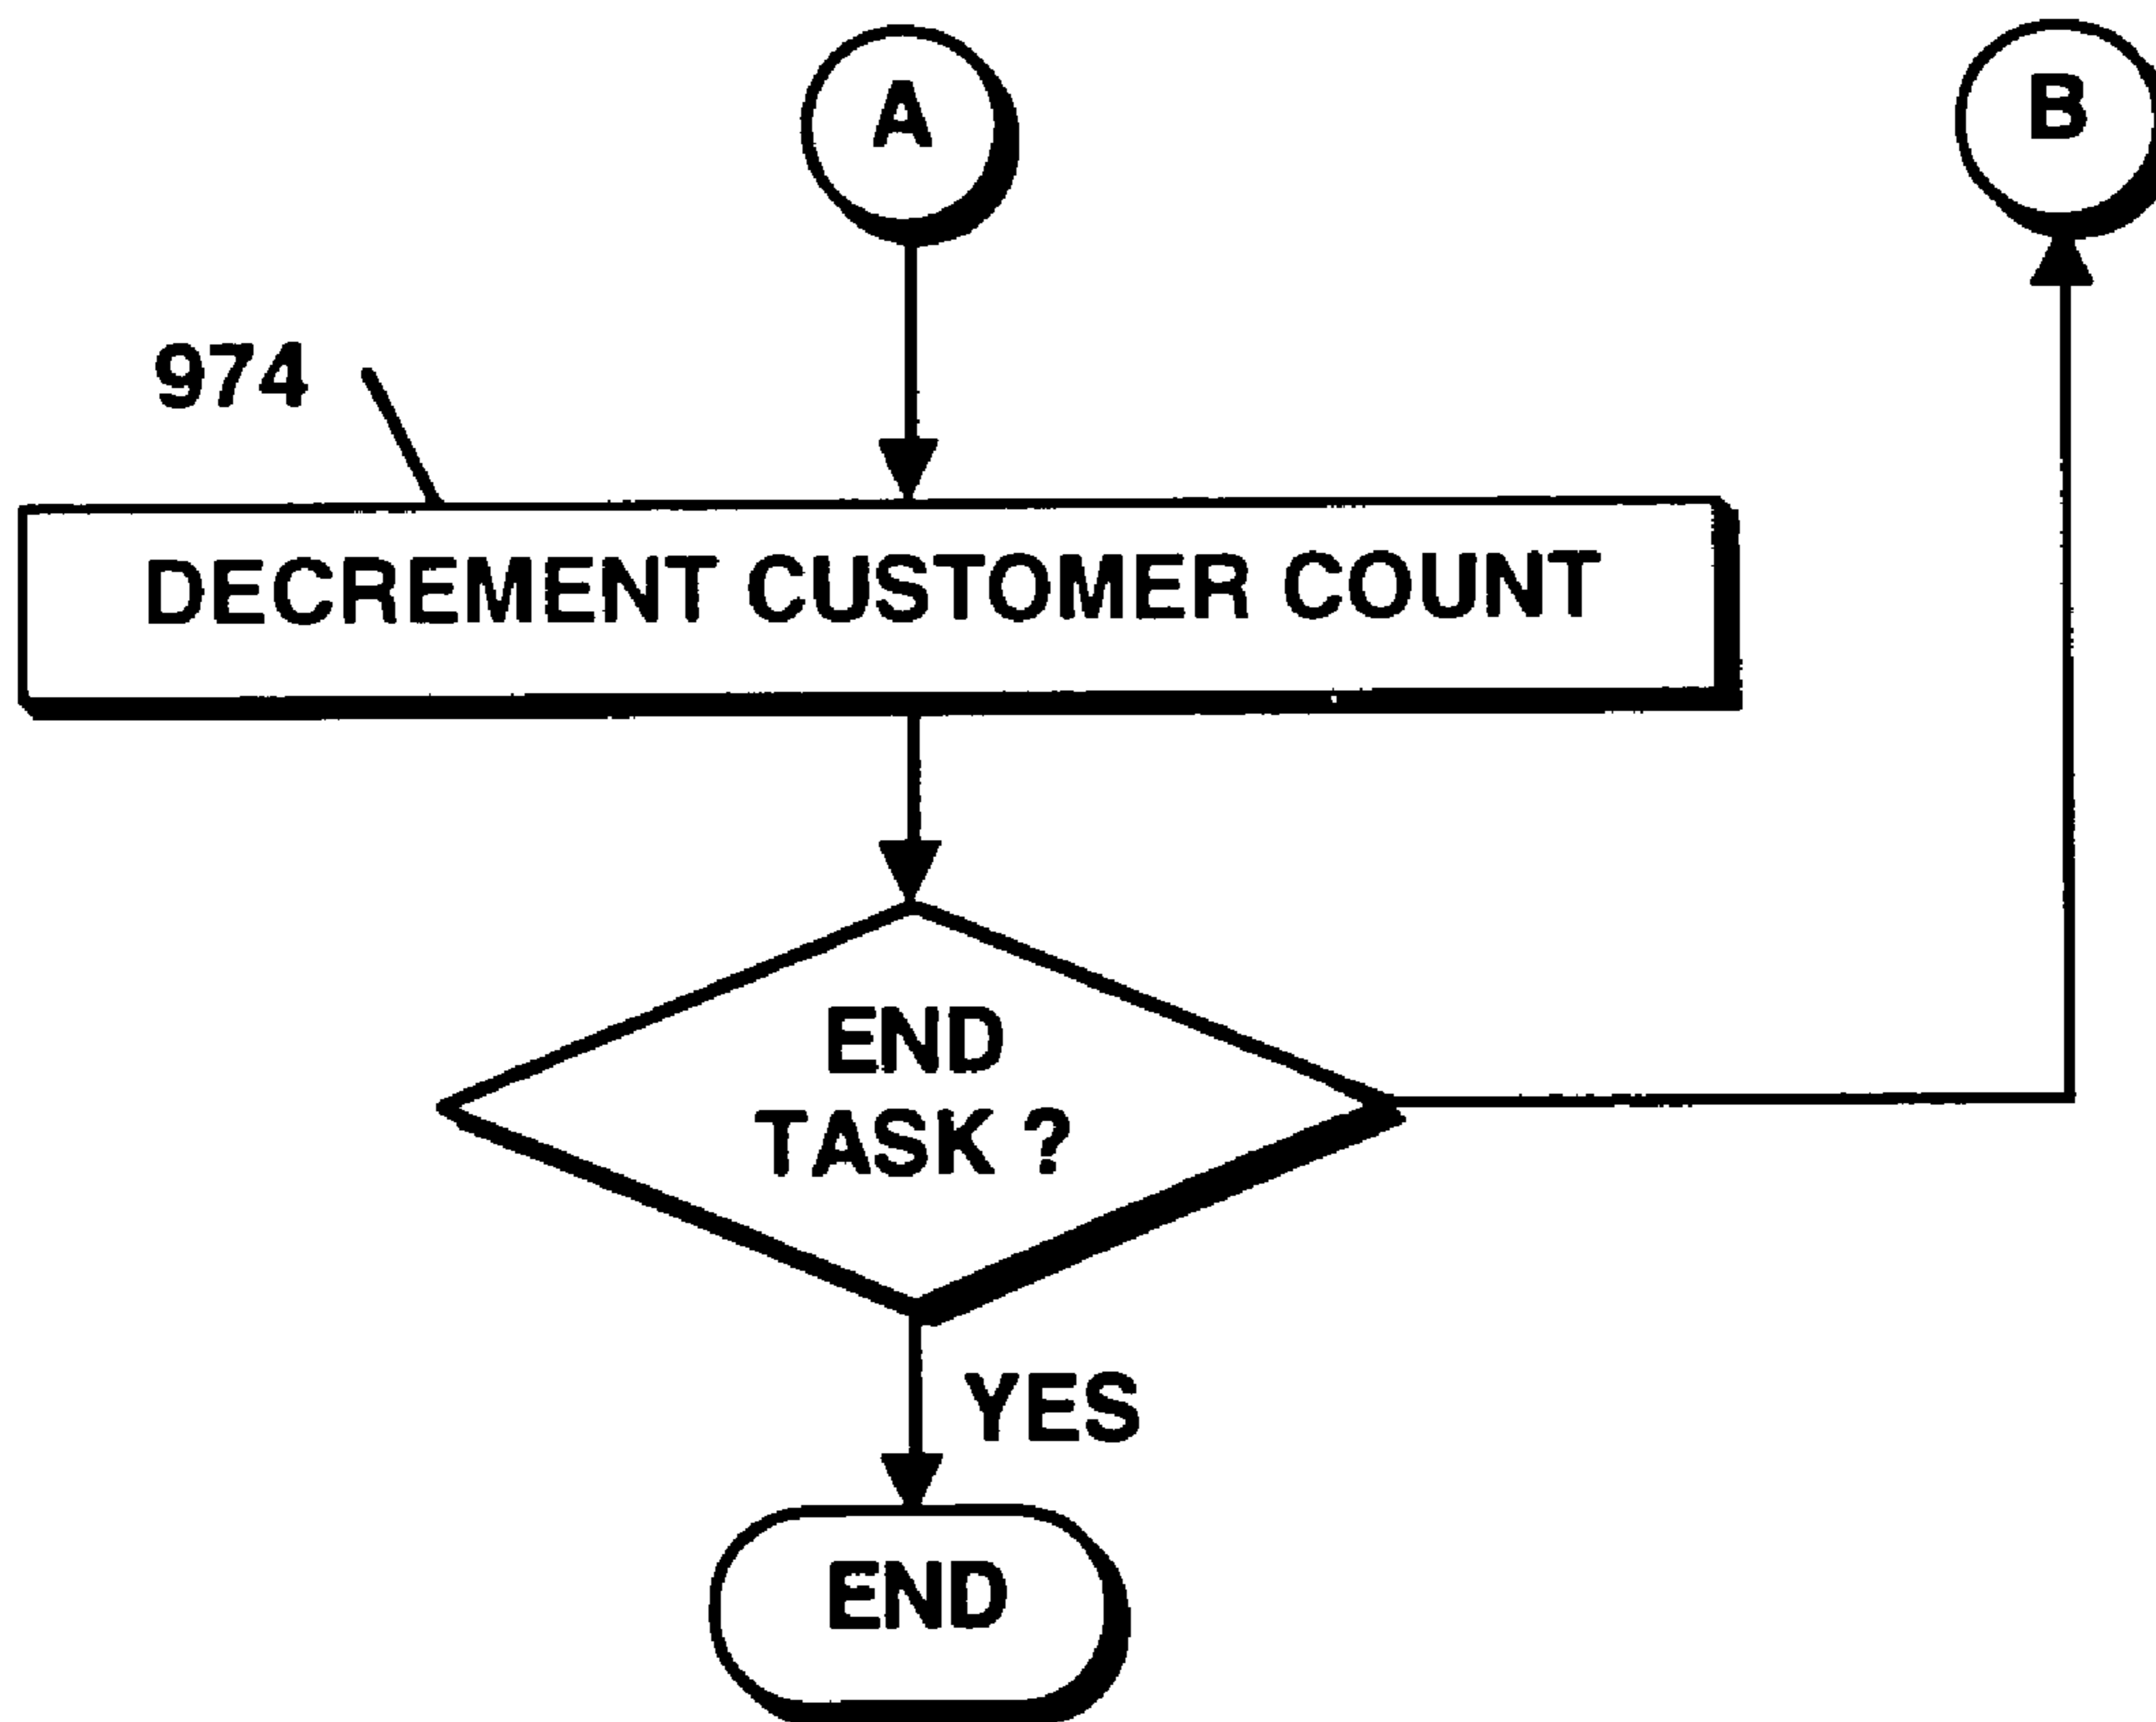 A
B
974
DECREMENT CUSTOMER COUNT
END
TASK ?
YES
END